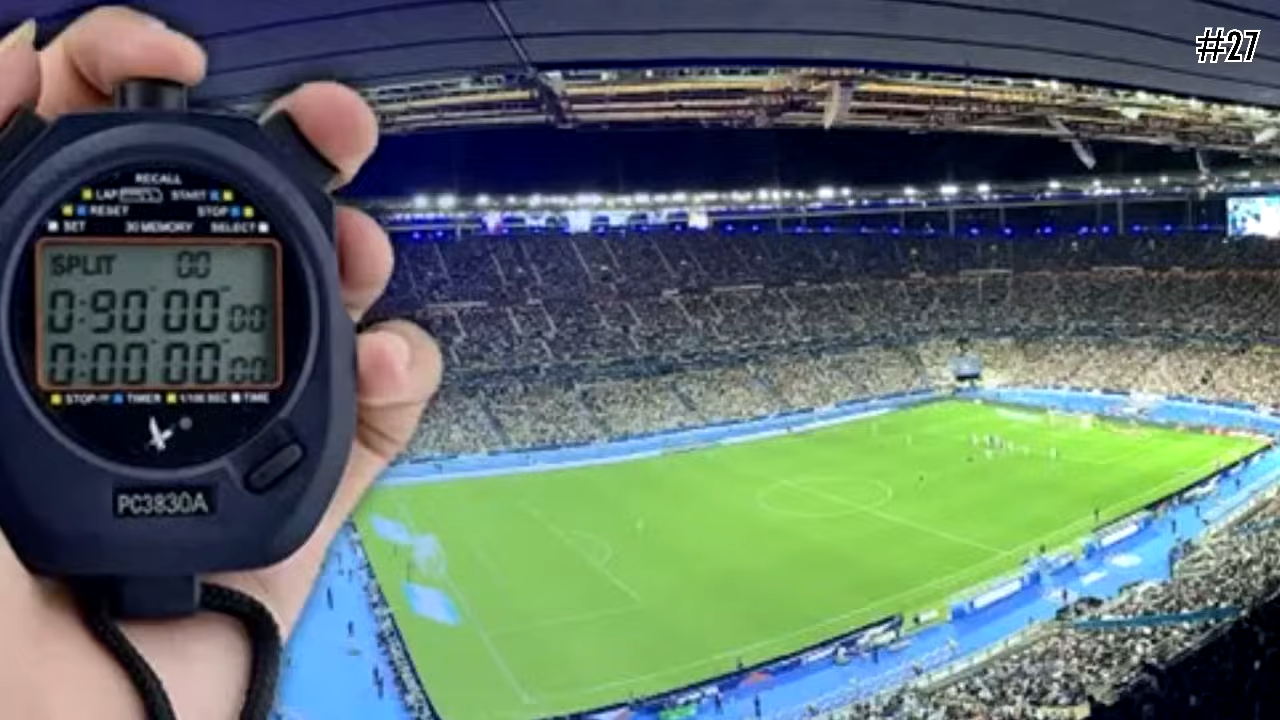 #27
RECALL
LAP START
RESET STOP
SET 30 MEMORY SELECT
SPLIT 00
0:90'00"00
0:00'00"00
TIMER 1/100 SEC TIME
PC3830A